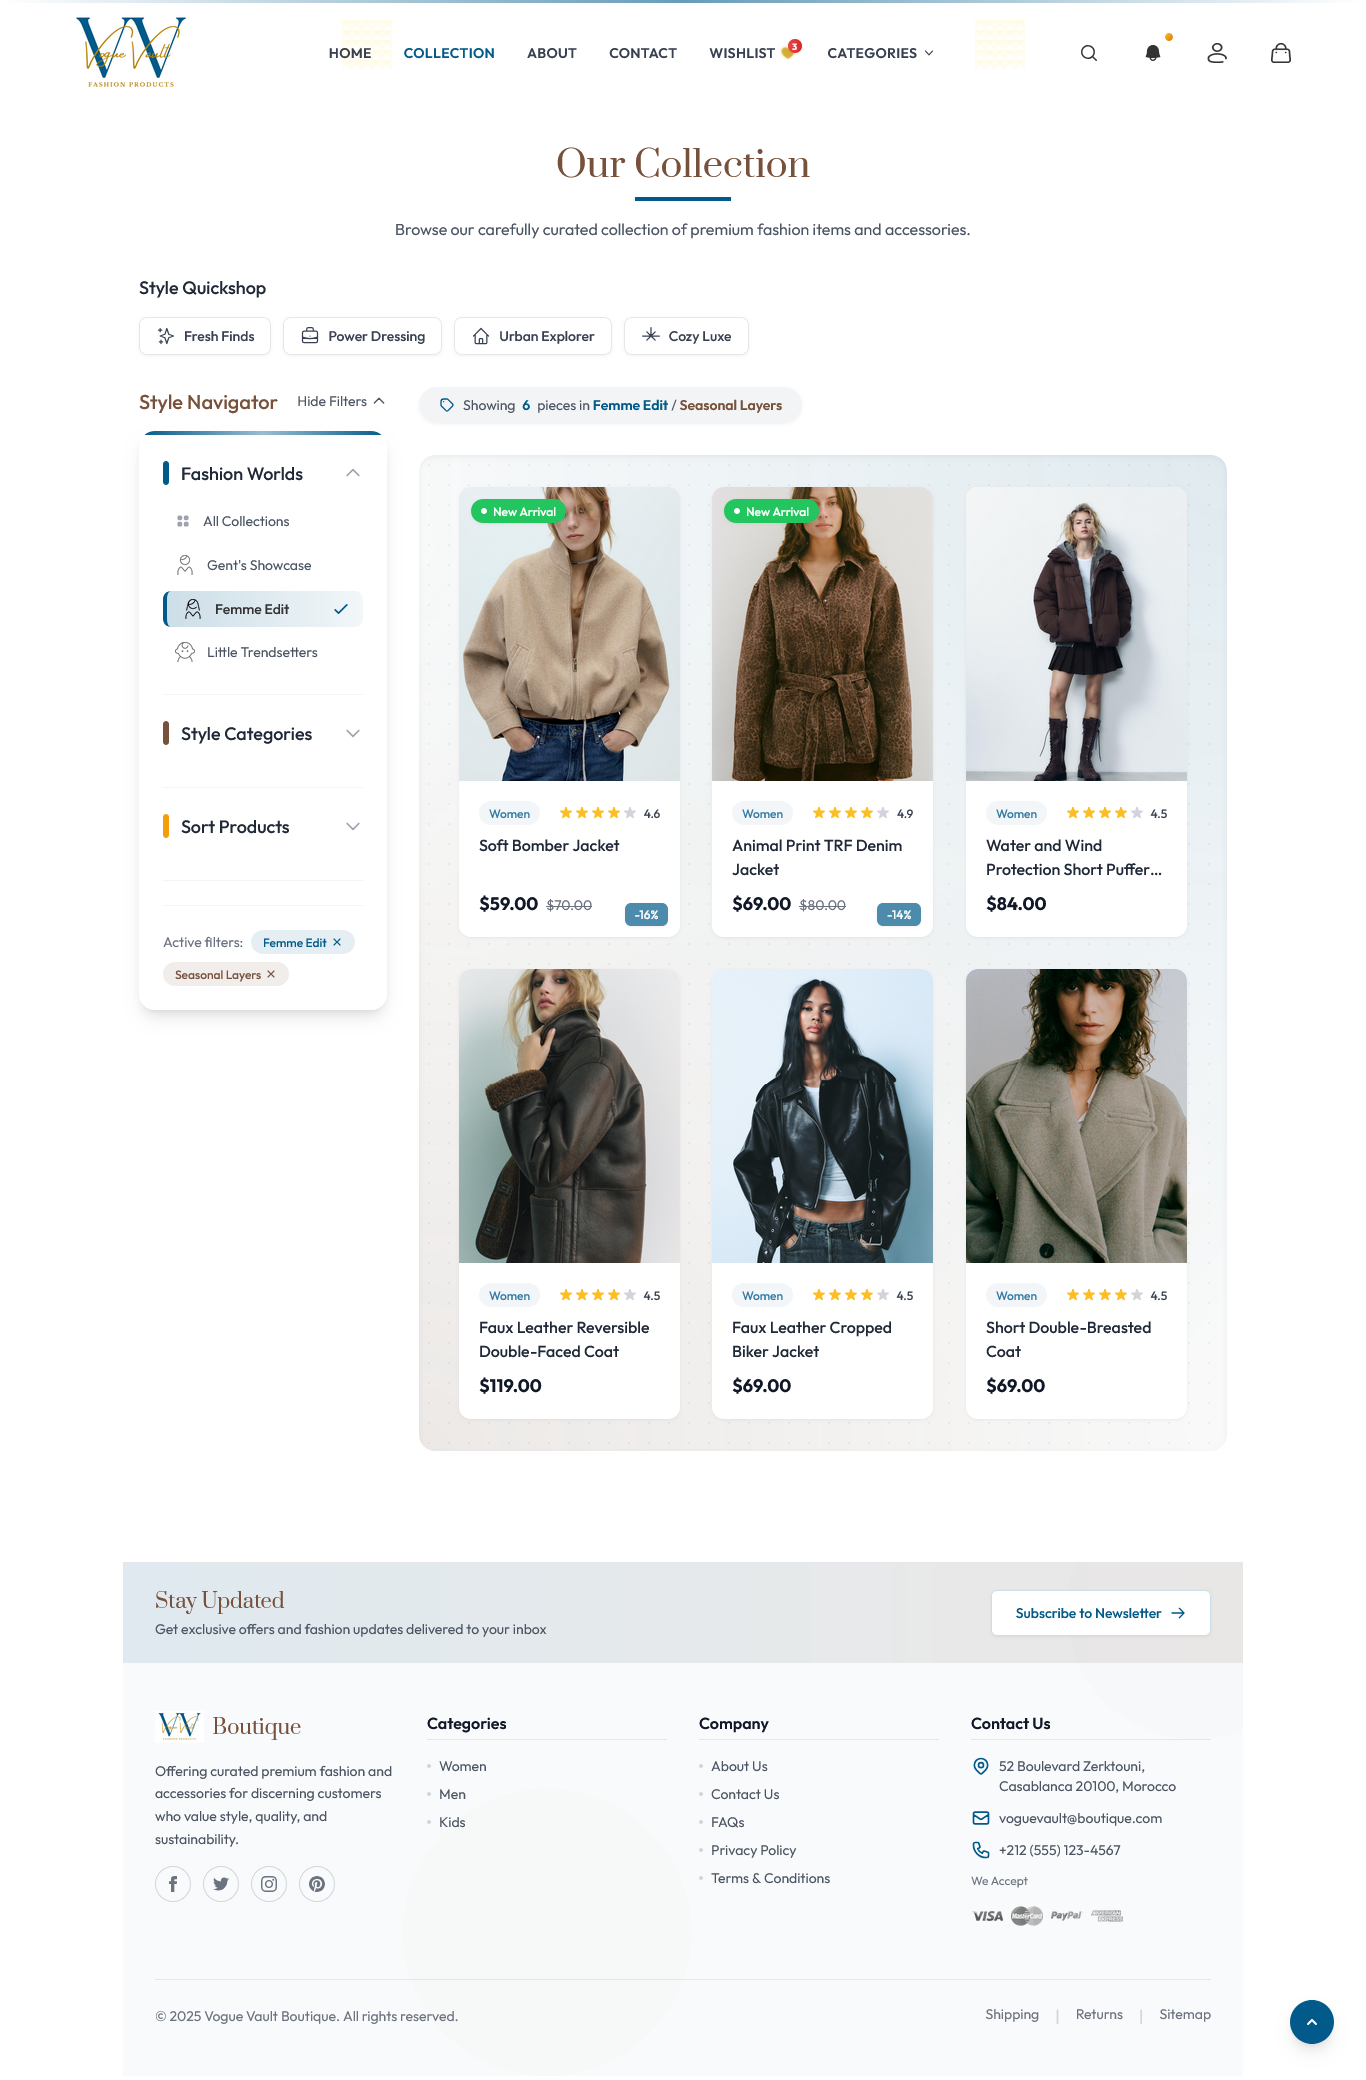 Vogue Vault
FASHION PRODUCTS
HOME
COLLECTION
ABOUT
CONTACT
WISHLIST
3
CATEGORIES
Our Collection
Browse our carefully curated collection of premium fashion items and accessories.
Style Quickshop
Fresh Finds
Power Dressing
Urban Explorer
Cozy Luxe
Style Navigator
Hide Filters
Showing 6 pieces in Femme Edit / Seasonal Layers
Fashion Worlds
All Collections
Gent's Showcase
Femme Edit
Little Trendsetters
Style Categories
Sort Products
Active filters:
Femme Edit ✕
Seasonal Layers ✕
New Arrival
Women
4.6
Soft Bomber Jacket
$59.00 $70.00
-16%
New Arrival
Women
4.9
Animal Print TRF Denim
Jacket
$69.00 $80.00
-14%
Women
4.5
Water and Wind
Protection Short Puffer...
$84.00
Women
4.5
Faux Leather Reversible
Double-Faced Coat
$119.00
Women
4.5
Faux Leather Cropped
Biker Jacket
$69.00
Women
4.5
Short Double-Breasted
Coat
$69.00
Stay Updated
Get exclusive offers and fashion updates delivered to your inbox
Subscribe to Newsletter
Boutique
Offering curated premium fashion and
accessories for discerning customers
who value style, quality, and
sustainability.
Categories
Women
Men
Kids
Company
About Us
Contact Us
FAQs
Privacy Policy
Terms & Conditions
Contact Us
52 Boulevard Zerktouni,
Casablanca 20100, Morocco
voguevault@boutique.com
+212 (555) 123-4567
We Accept
VISA
MasterCard
PayPal
AMERICAN
EXPRESS
© 2025 Vogue Vault Boutique. All rights reserved.
Shipping | Returns | Sitemap